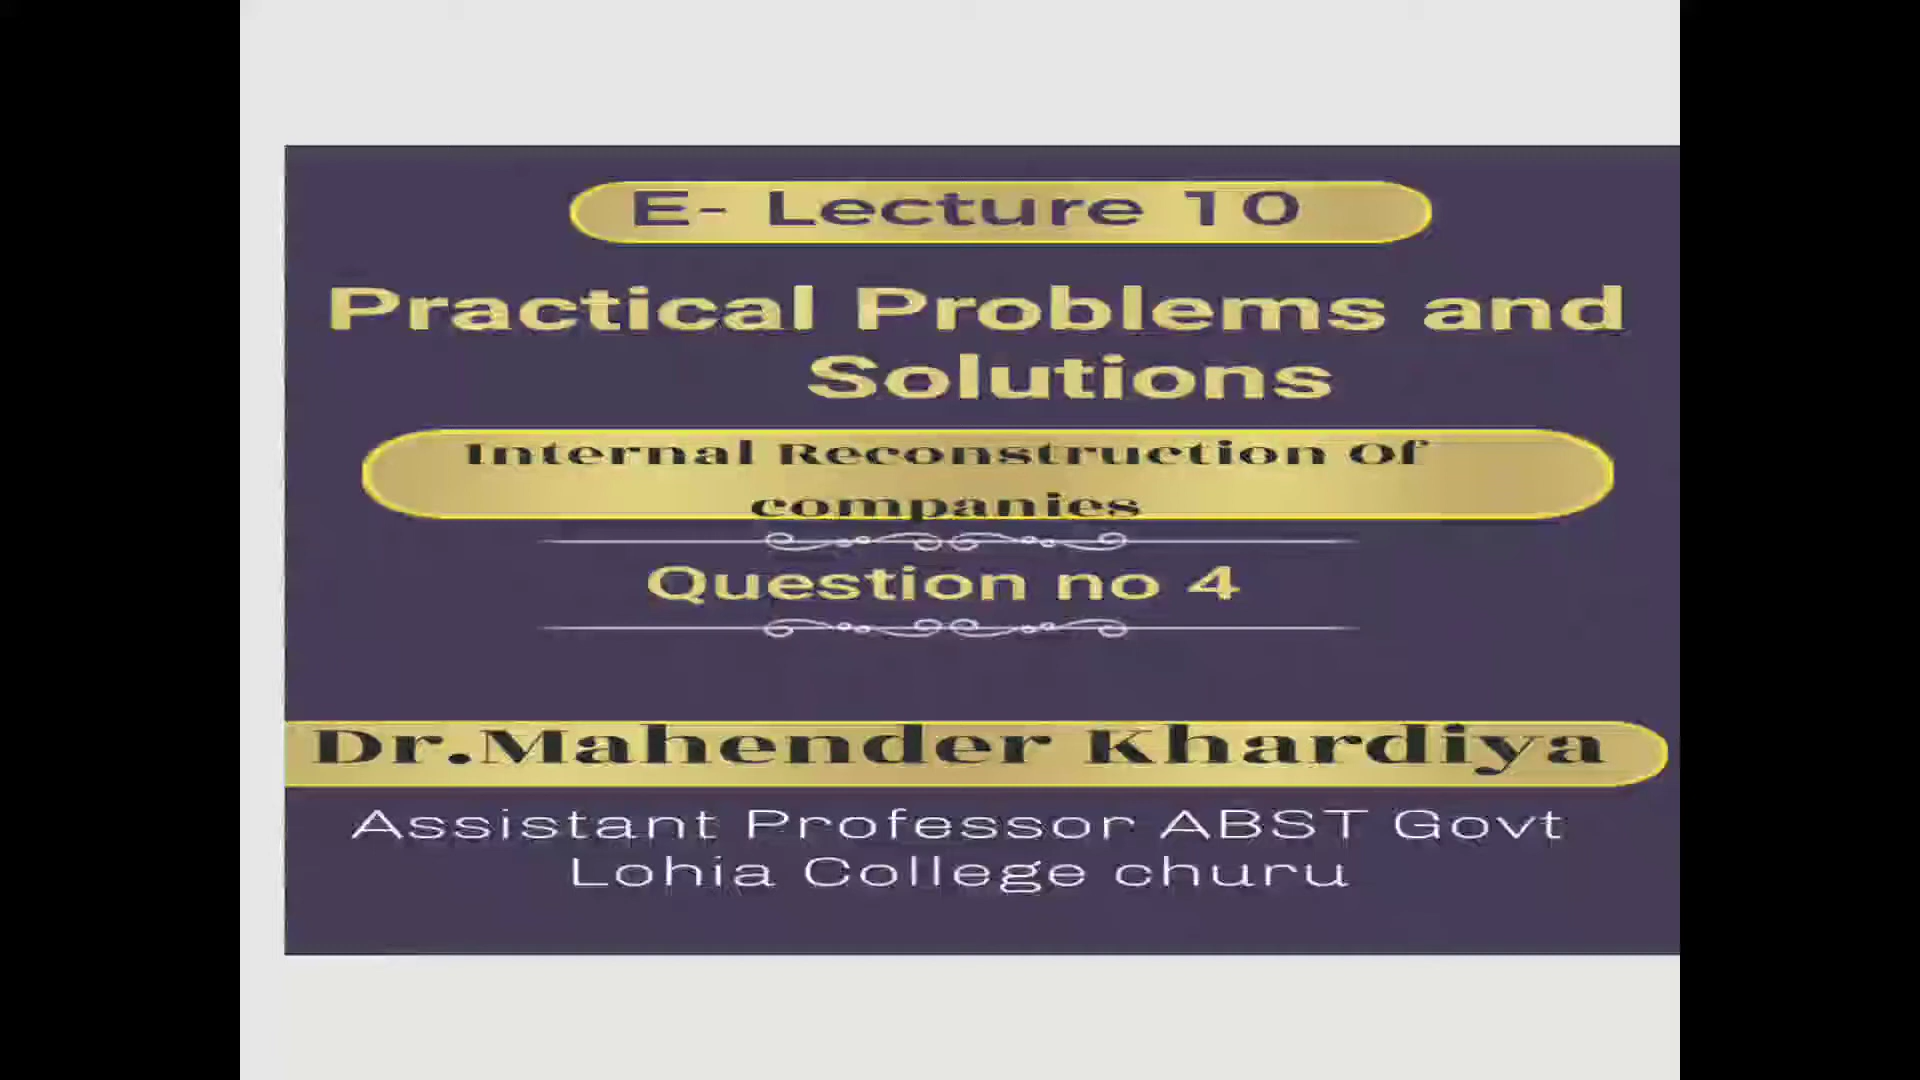 E- Lecture 10
Practical Problems and
Solutions
Internal Reconstruction Of
companies
Question no 4
Dr.Mahender Khardiya
Assistant Professor ABST Govt
Lohia College churu